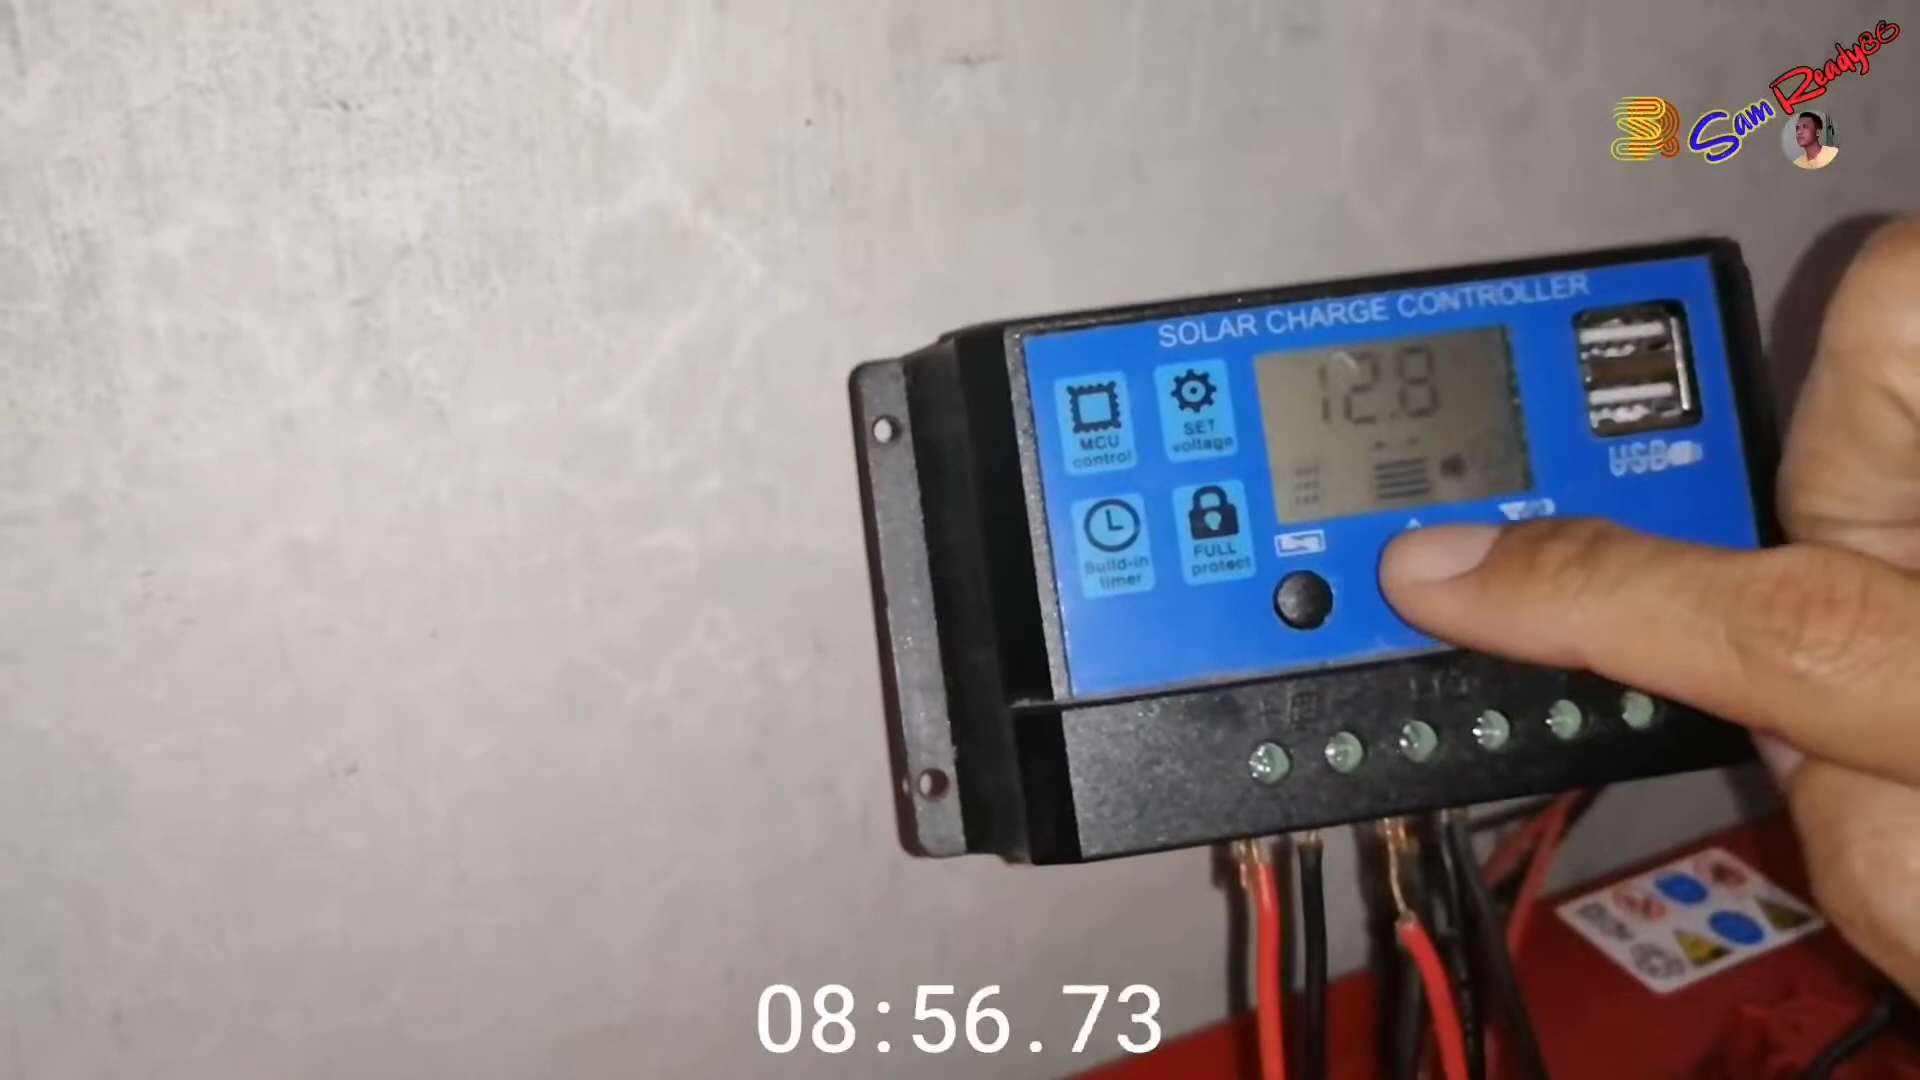 Sam Ready86
SOLAR CHARGE CONTROLLER
12.8
MCU
control
SET
voltage
USB
Build-in
timer
FULL
protect
08:56.73